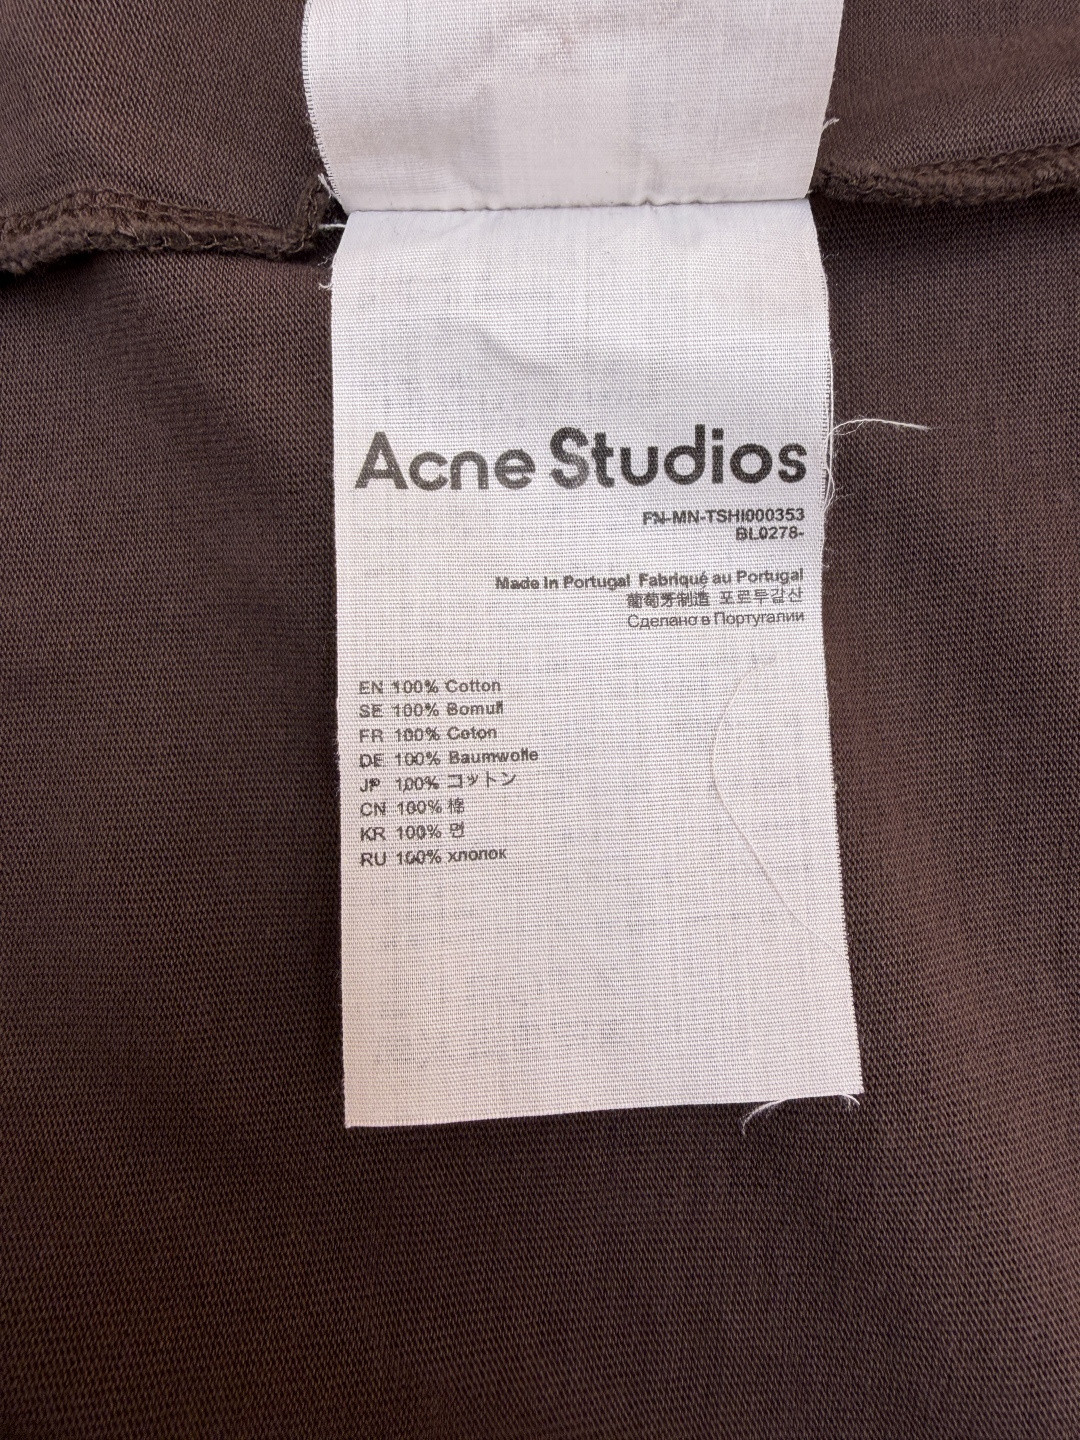 Acne Studios
FN-MN-TSHI000353
BL0278-
Made In Portugal Fabriqué au Portugal
葡萄牙制造 포르투갈산
Сделано в Португалии
EN 100% Cotton
SE 100% Bomull
FR 100% Coton
DE 100% Baumwolle
JP 100% コットン
CN 100% 棉
KR 100% 면
RU 100% хлопок